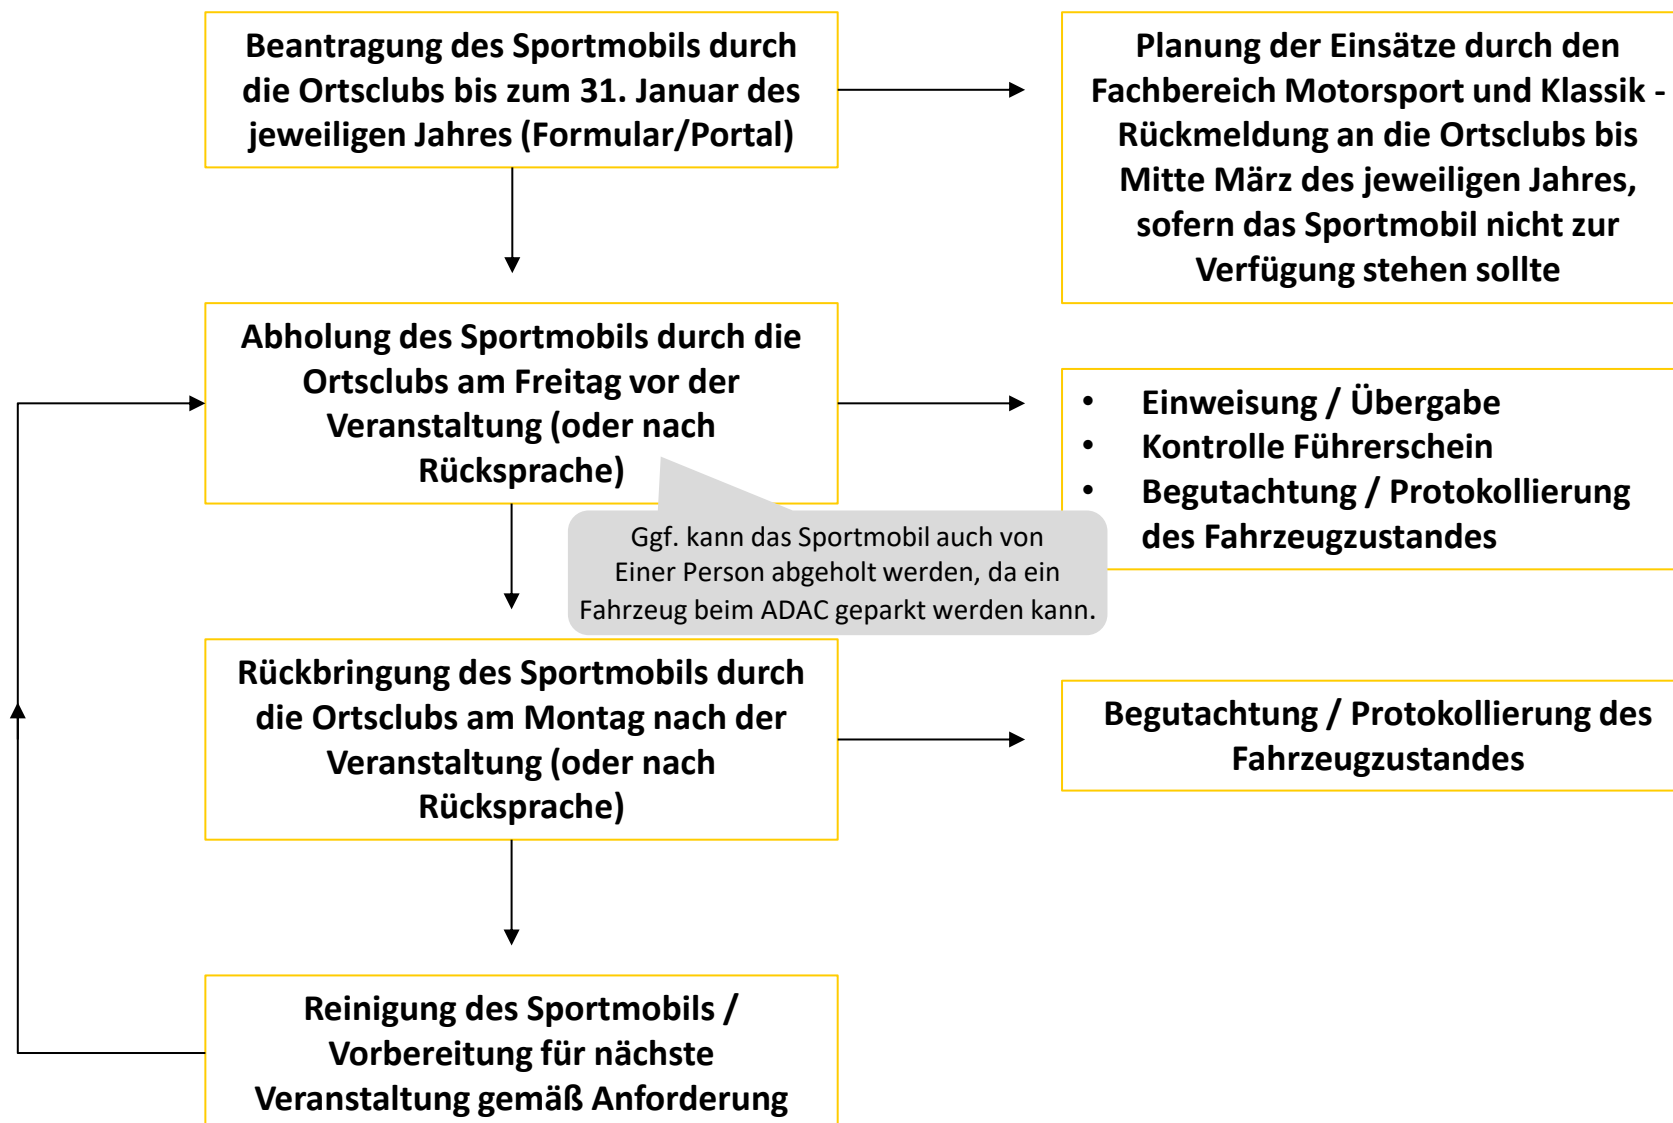 Beantragung des Sportmobils durch
die Ortsclubs bis zum 31. Januar des
jeweiligen Jahres (Formular/Portal)
Planung der Einsätze durch den
Fachbereich Motorsport und Klassik -
Rückmeldung an die Ortsclubs bis
Mitte März des jeweiligen Jahres,
sofern das Sportmobil nicht zur
Verfügung stehen sollte
Abholung des Sportmobils durch die
Ortsclubs am Freitag vor der
Veranstaltung (oder nach
Rücksprache)
• Einweisung / Übergabe
• Kontrolle Führerschein
• Begutachtung / Protokollierung
des Fahrzeugzustandes
Ggf. kann das Sportmobil auch von
Einer Person abgeholt werden, da ein
Fahrzeug beim ADAC geparkt werden kann.
Rückbringung des Sportmobils durch
die Ortsclubs am Montag nach der
Veranstaltung (oder nach
Rücksprache)
Begutachtung / Protokollierung des
Fahrzeugzustandes
Reinigung des Sportmobils /
Vorbereitung für nächste
Veranstaltung gemäß Anforderung